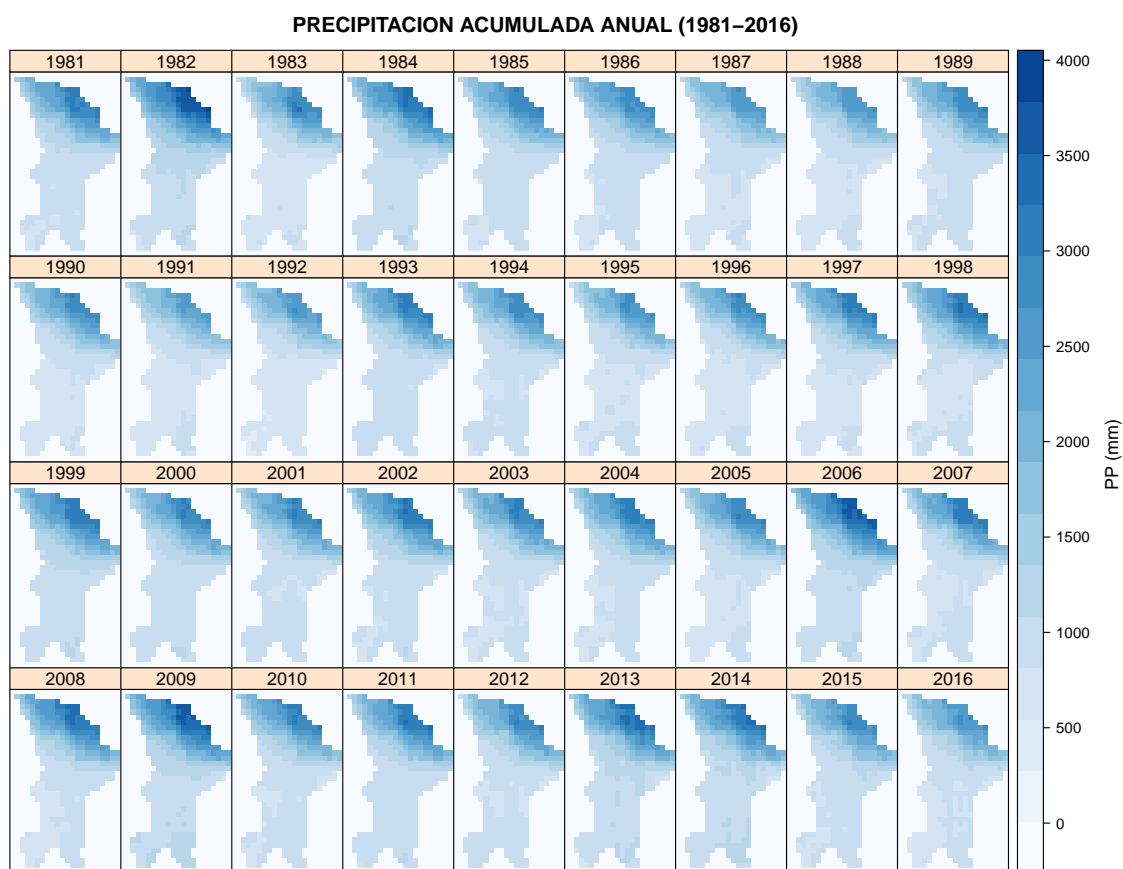 PRECIPITACION ACUMULADA ANUAL (1981−2016)
1981 1982 1983 1984 1985 1986 1987 1988 1989
1990 1991 1992 1993 1994 1995 1996 1997 1998
1999 2000 2001 2002 2003 2004 2005 2006 2007
2008 2009 2010 2011 2012 2013 2014 2015 2016
4000
3500
3000
2500
2000
1500
1000
500
0
PP (mm)